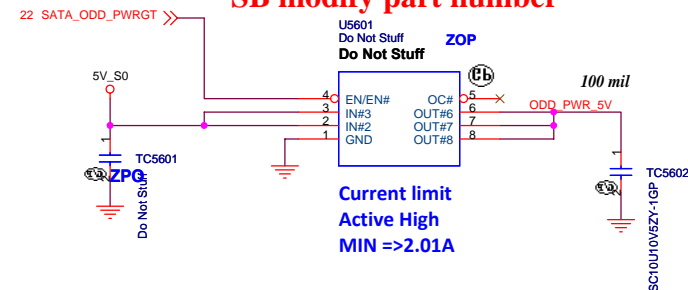 SB modify part number
22 SATA_ODD_PWRGT
U5601
Do Not Stuff
Do Not Stuff
ZOP
5V_S0
100 mil
4 EN/EN# OC# 5
3 IN#3 OUT#6 6
2 IN#2 OUT#7 7
1 GND OUT#8 8
ODD_PWR_5V
1
TC5601
ZPO
Do Not Stuff
1
TC5602
SC10U10V5ZY-1GP
Current limit
Active High
MIN =>2.01A